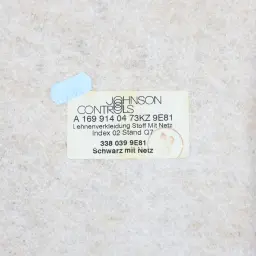 JOHNSON
CONTROLS
A 169 914 04 73KZ 9E81
Lehnenverkleidung Stoff Mit Netz
Index 02 Stand Q7
338 039 9E81
Schwarz mit Netz